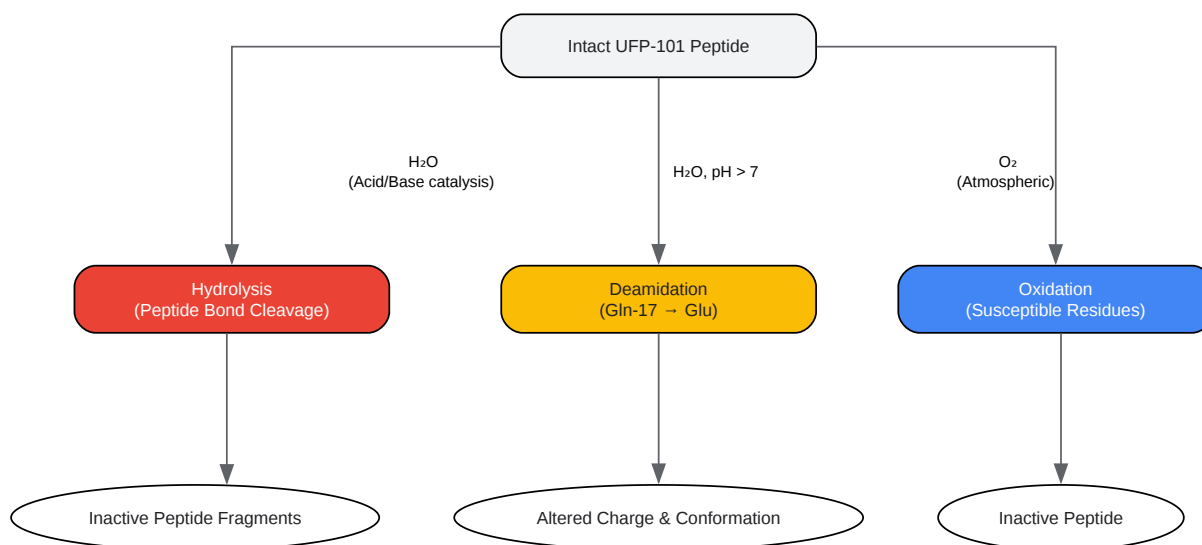 Intact UFP-101 Peptide
H₂O
(Acid/Base catalysis)
H₂O, pH > 7
O₂
(Atmospheric)
Hydrolysis
(Peptide Bond Cleavage)
Deamidation
(Gln-17 → Glu)
Oxidation
(Susceptible Residues)
Inactive Peptide Fragments
Altered Charge & Conformation
Inactive Peptide